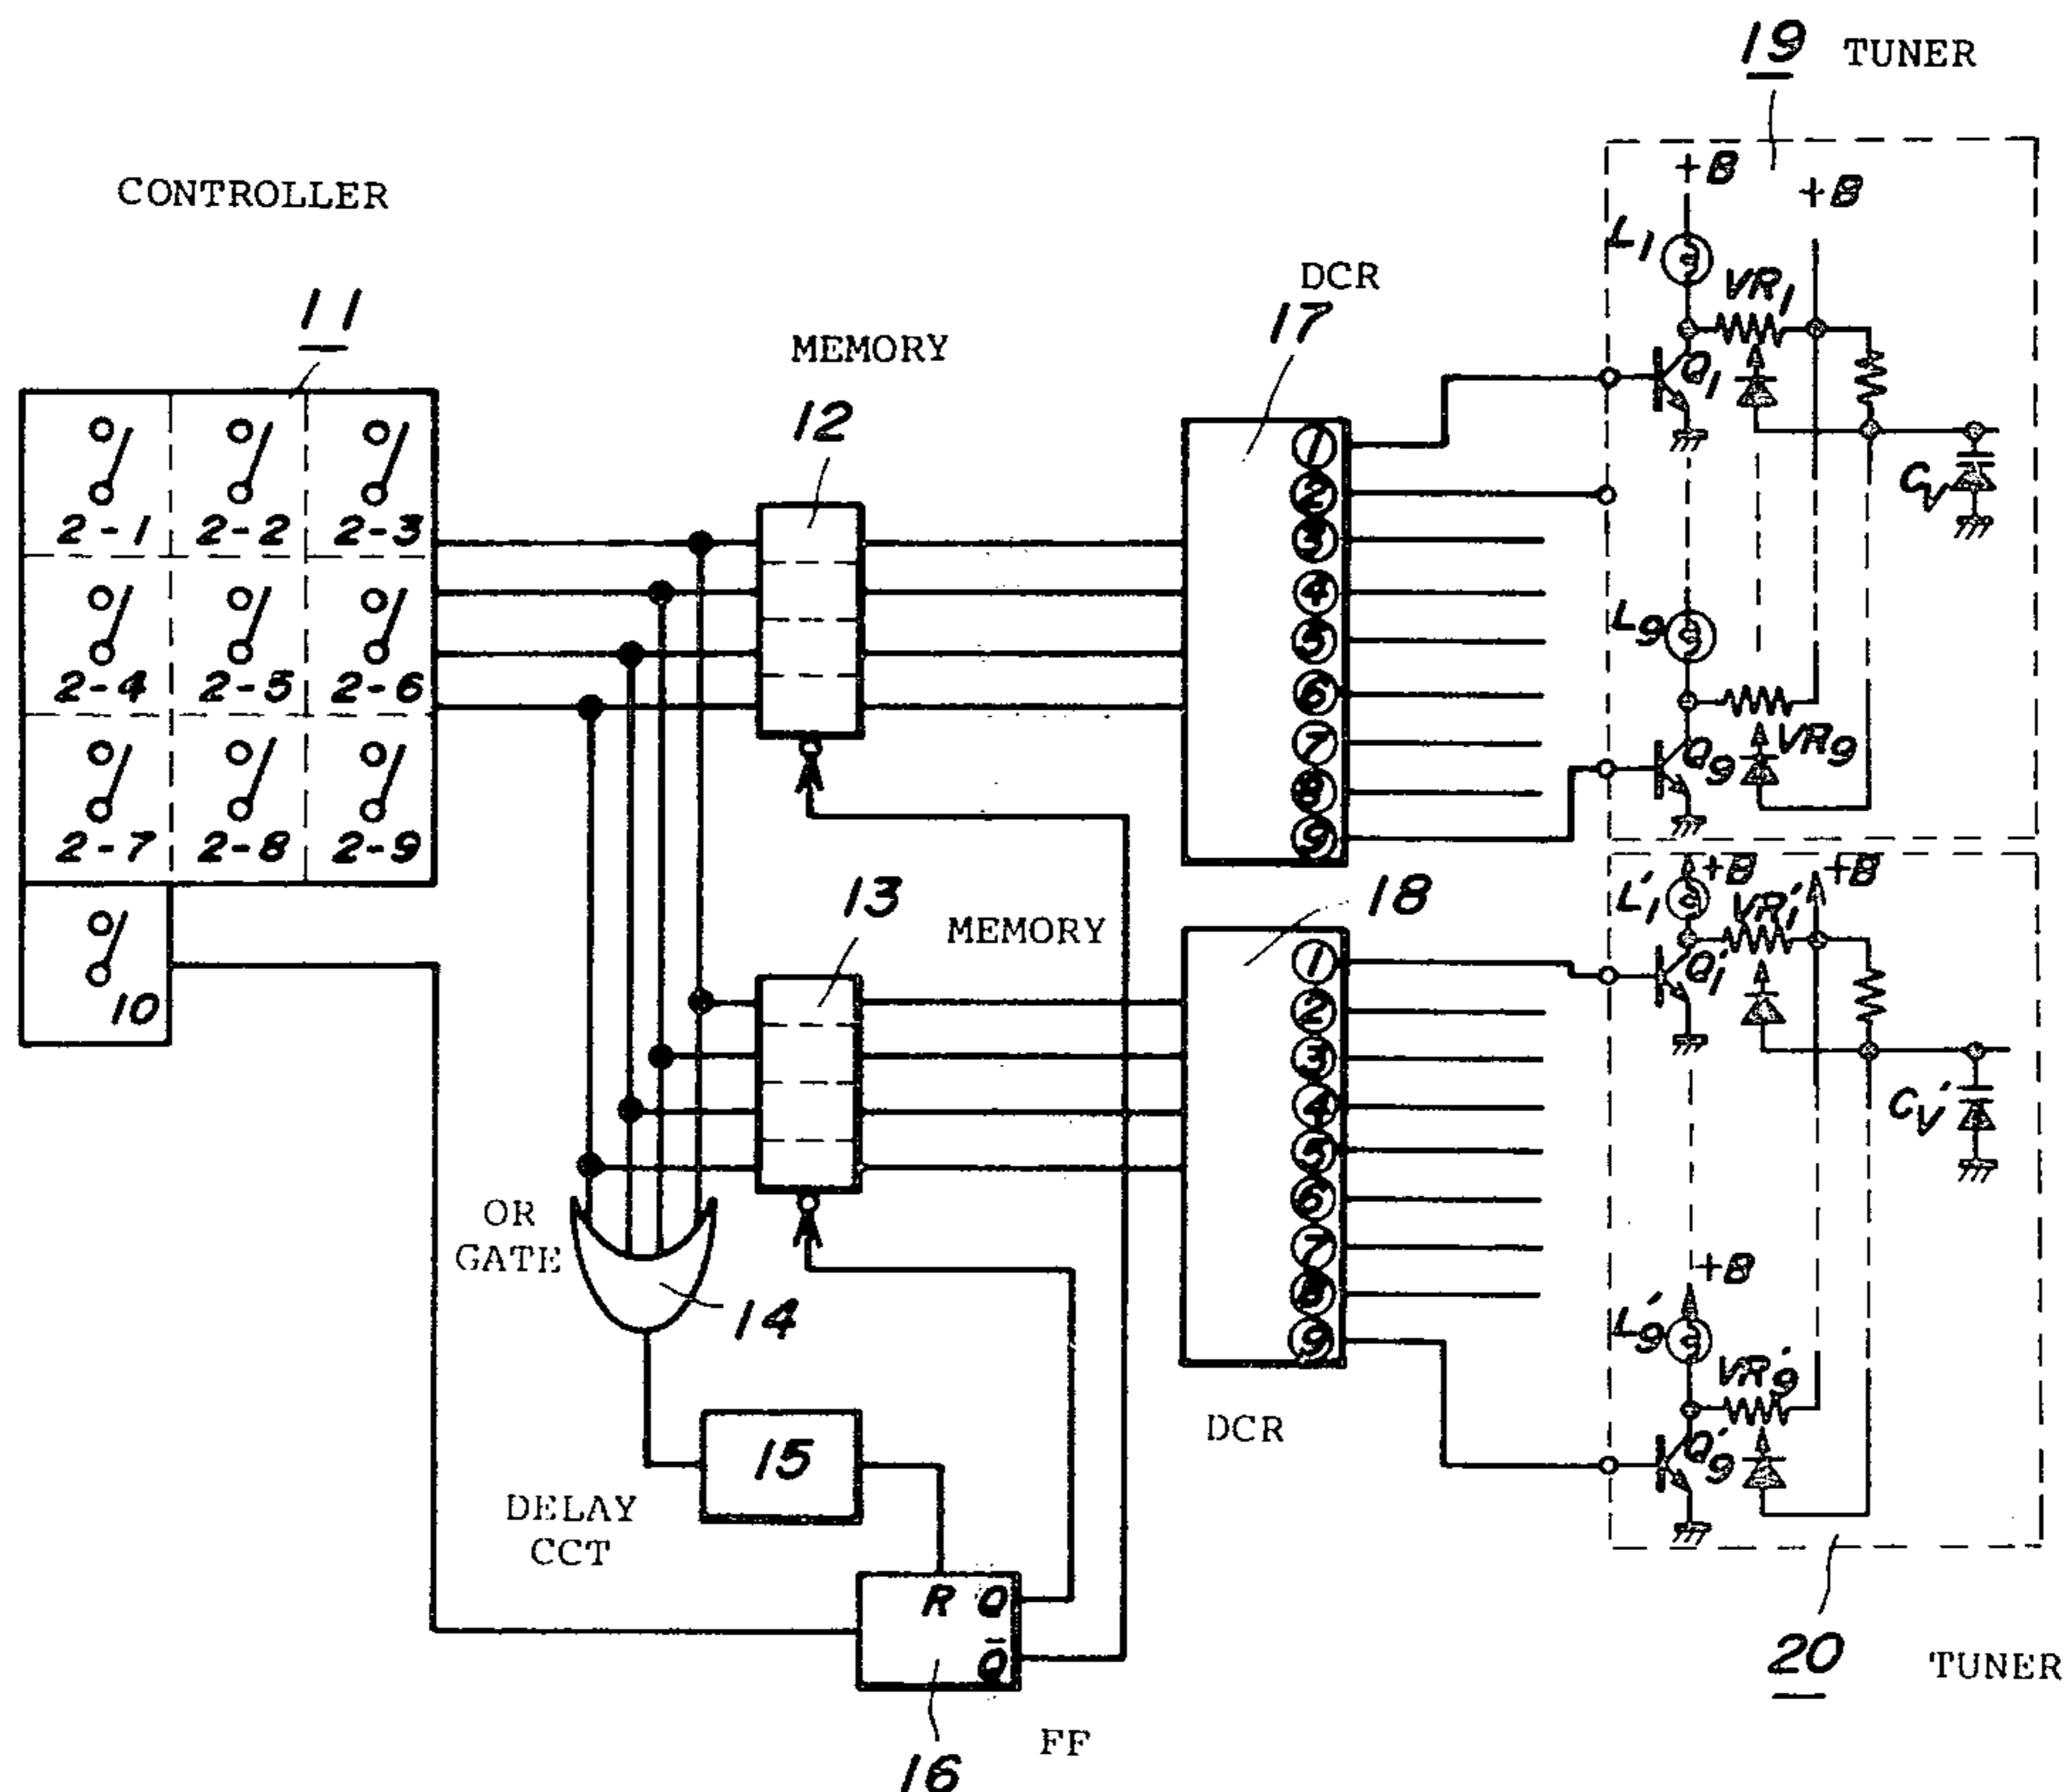 19 TUNER
CONTROLLER
+B
+B
L1
VR1
Q1
CV
L9
VR9
Q9
11
2-1 2-2 2-3
2-4 2-5 2-6
2-7 2-8 2-9
10
MEMORY
12
DCR
17
1
2
3
4
5
6
7
8
9
13
MEMORY
18
1
2
3
4
5
6
7
8
9
DCR
OR
GATE
14
DELAY
CCT
15
R Q
Q̄
16
FF
L'1
+B
+B
VR'1
Q'1
CV'
+B
L'9
VR'9
Q'9
20 TUNER